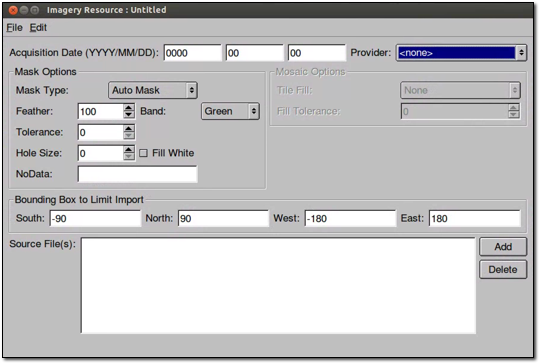 Imagery Resource : Untitled
File Edit
Acquisition Date (YYYY/MM/DD): 0000 00 00 Provider: <none>
Mask Options Mosaic Options
Mask Type: Auto Mask Tile Fill: None
Feather: 100 Band: Green Fill Tolerance: 0
Tolerance: 0
Hole Size: 0 Fill White
NoData:
Bounding Box to Limit Import
South: -90 North: 90 West: -180 East: 180
Source File(s): Add
Delete